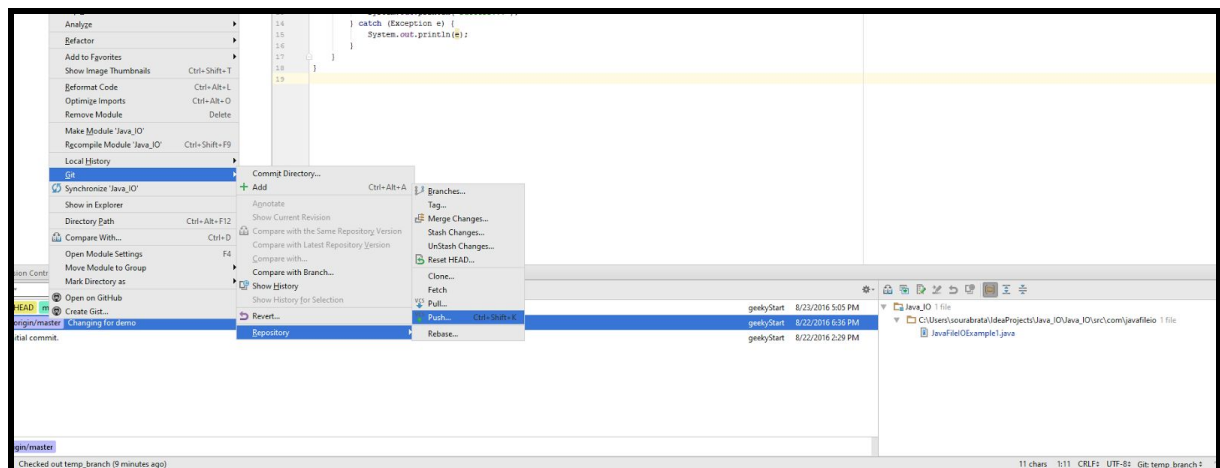 Analyze
Refactor
Add to Favorites
Show Image Thumbnails Ctrl+Shift+T
Reformat Code Ctrl+Alt+L
Optimize Imports Ctrl+Alt+O
Remove Module Delete
Make Module 'Java_IO'
Recompile Module 'Java_IO' Ctrl+Shift+F9
Local History
Git
Synchronize 'Java_IO'
Show in Explorer
Directory Path Ctrl+Alt+F12
Compare With... Ctrl+D
Open Module Settings F4
Move Module to Group
Mark Directory as
Open on GitHub
Create Gist...
14 } catch (Exception e) {
15 System.out.println(e);
16 }
17 }
18 }
19
Commit Directory...
Add Ctrl+Alt+A
Annotate
Show Current Revision
Compare with the Same Repository Version
Compare with Latest Repository Version
Compare with...
Compare with Branch...
Show History
Show History for Selection
Revert...
Repository
Branches...
Tag...
Merge Changes...
Stash Changes...
UnStash Changes...
Reset HEAD...
Clone...
Fetch
Pull...
Push... Ctrl+Shift+K
Rebase...
sion Contr
HEAD m
origin/master Changing for demo
itial commit.
geekyStart 8/23/2016 5:05 PM
geekyStart 8/22/2016 6:36 PM
geekyStart 8/22/2016 2:29 PM
Java_IO 1 file
C:\Users\sourabrata\IdeaProjects\Java_IO\Java_IO\src\com\javafileio 1 file
JavaFileIOExample1.java
gin/master
Checked out temp_branch (9 minutes ago)
11 chars 1:11 CRLF UTF-8 Git: temp_branch